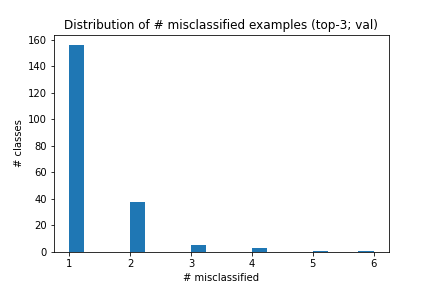 Distribution of # misclassified examples (top-3; val)
160
140
120
100
80
60
40
20
0
# classes
1 2 3 4 5 6
# misclassified